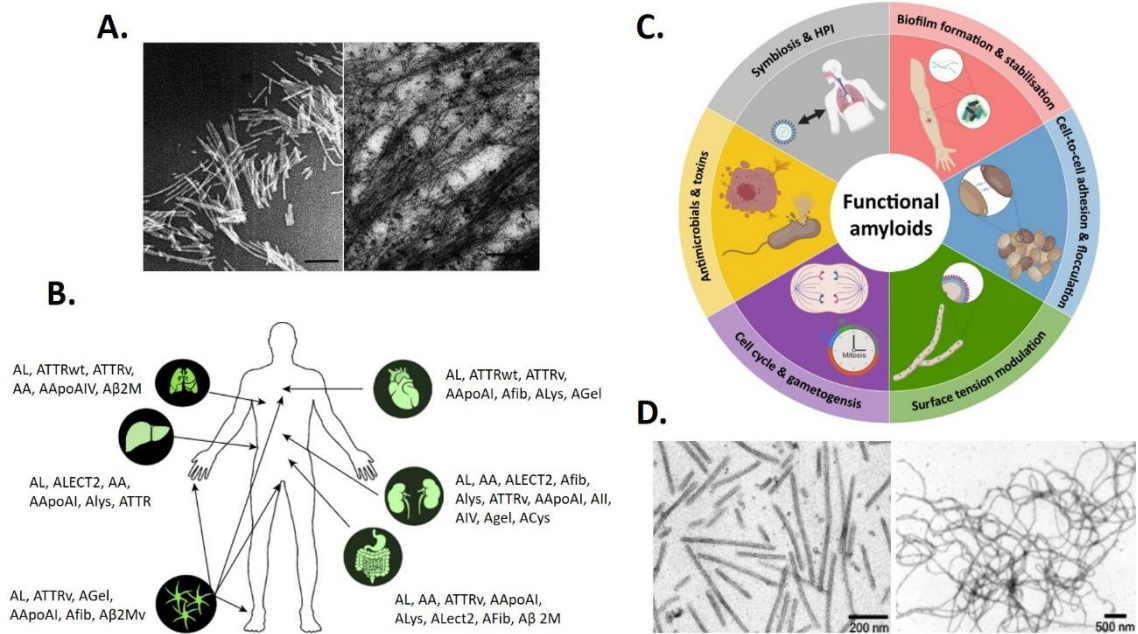 A.
B.
AL, ATTRwt, ATTRv,
AA, AApoAIV, Aβ2M
AL, ALECT2, AA,
AApoAI, Alys, ATTR
AL, ATTRv, AGel,
AApoAI, Afib, Aβ2Mv
AL, ATTRwt, ATTRv,
AApoAI, Afib, ALys, AGel
AL, AA, ALECT2, Afib,
Alys, ATTRv, AApoAI, AII,
AIV, Agel, ACys
AL, AA, ATTRv, AApoAI,
ALys, ALect2, AFib, Aβ 2M
C.
Symbiosis & HPI
Biofilm formation & stabilisation
Cell-to-cell adhesion & flocculation
Surface tension modulation
Cell cycle & gametogensis
Antimicrobials & toxins
Functional
amyloids
Mitosis
D.
200 nm
500 nm